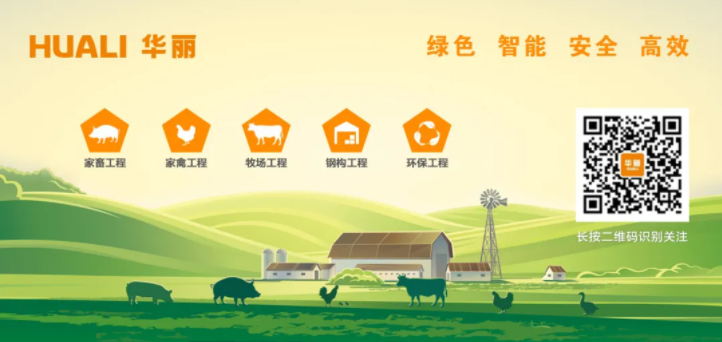 HUALI 华丽
绿色 智能 安全 高效
家畜工程 家禽工程 牧场工程 钢构工程 环保工程
华丽
HUALI
长按二维码识别关注